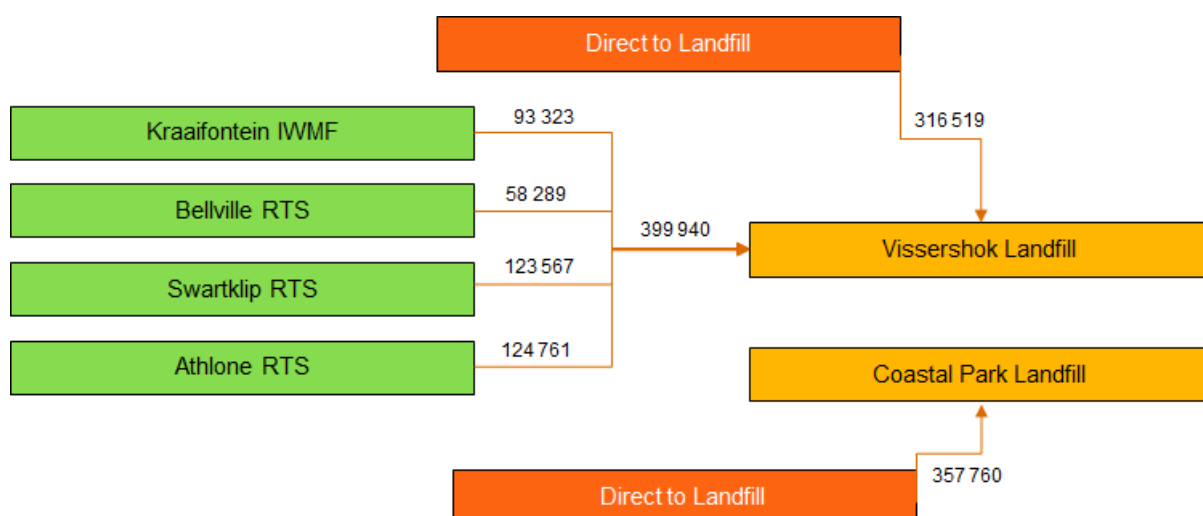 Direct to Landfill
316 519
Kraaifontein IWMF
93 323
Bellville RTS
58 289
399 940
Vissershok Landfill
Swartklip RTS
123 567
Athlone RTS
124 761
Coastal Park Landfill
Direct to Landfill
357 760